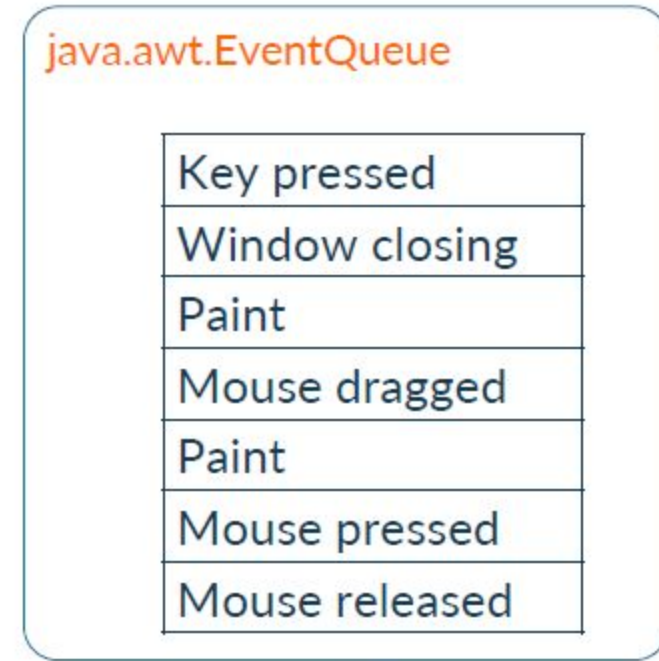 java.awt.EventQueue
Key pressed
Window closing
Paint
Mouse dragged
Paint
Mouse pressed
Mouse released